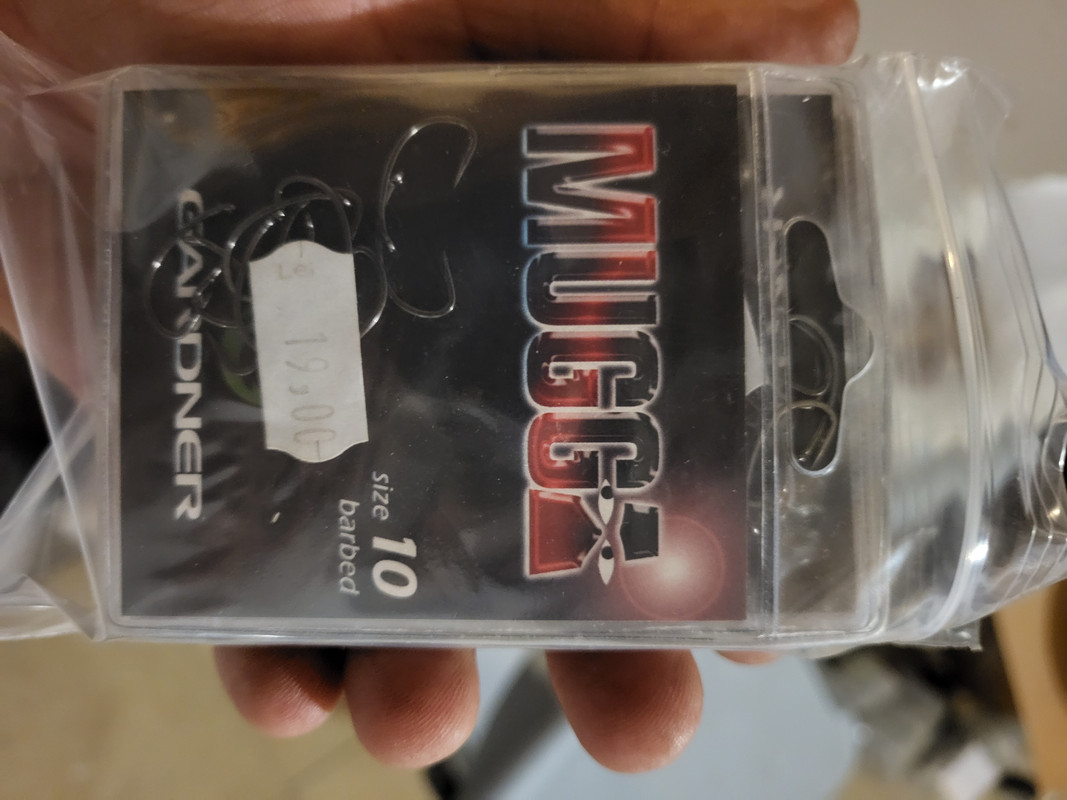 MUGGA
size 10
barbed
19,00
GARDNER